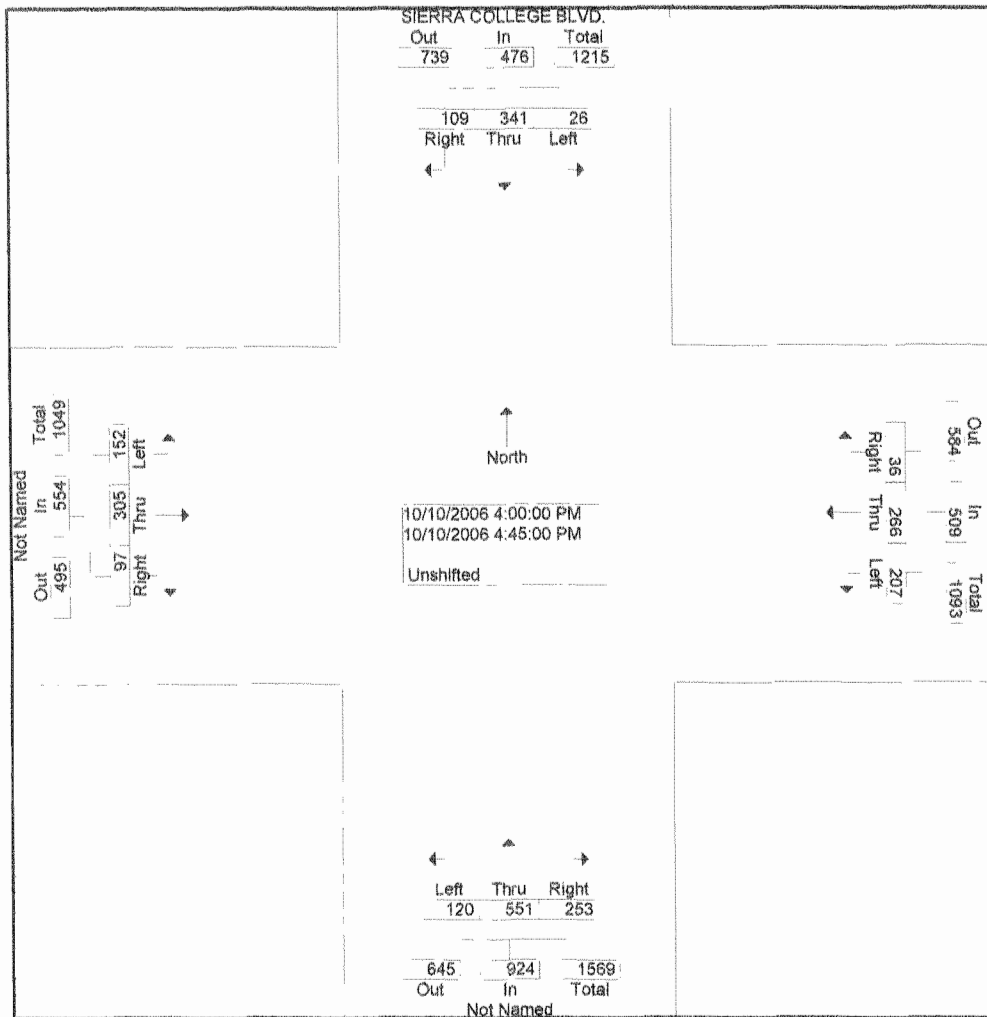 SIERRA COLLEGE BLVD.
Out In Total
739 476 1215
109 341 26
Right Thru Left
Not Named
Out In Total
495 554 1049
97 305 152
Right Thru Left
North
10/10/2006 4:00:00 PM
10/10/2006 4:45:00 PM
Unshifted
Right Thru Left
36 266 207
Out In Total
584 509 1093
Left Thru Right
120 551 253
645 924 1569
Out In Total
Not Named